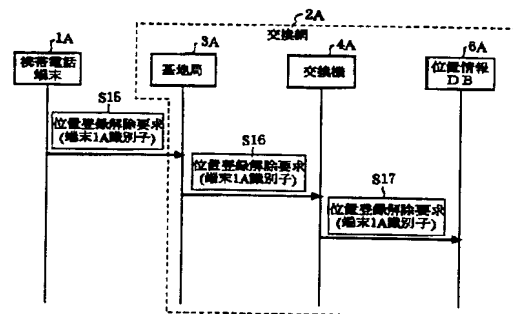 2A
交換網
1A
携帯電話
端末
3A
基地局
4A
交換機
6A
位置情報
DB
S15
位置登録解除要求
(端末1A識別子)
S16
位置登録解除要求
(端末1A識別子)
S17
位置登録解除要求
(端末1A識別子)